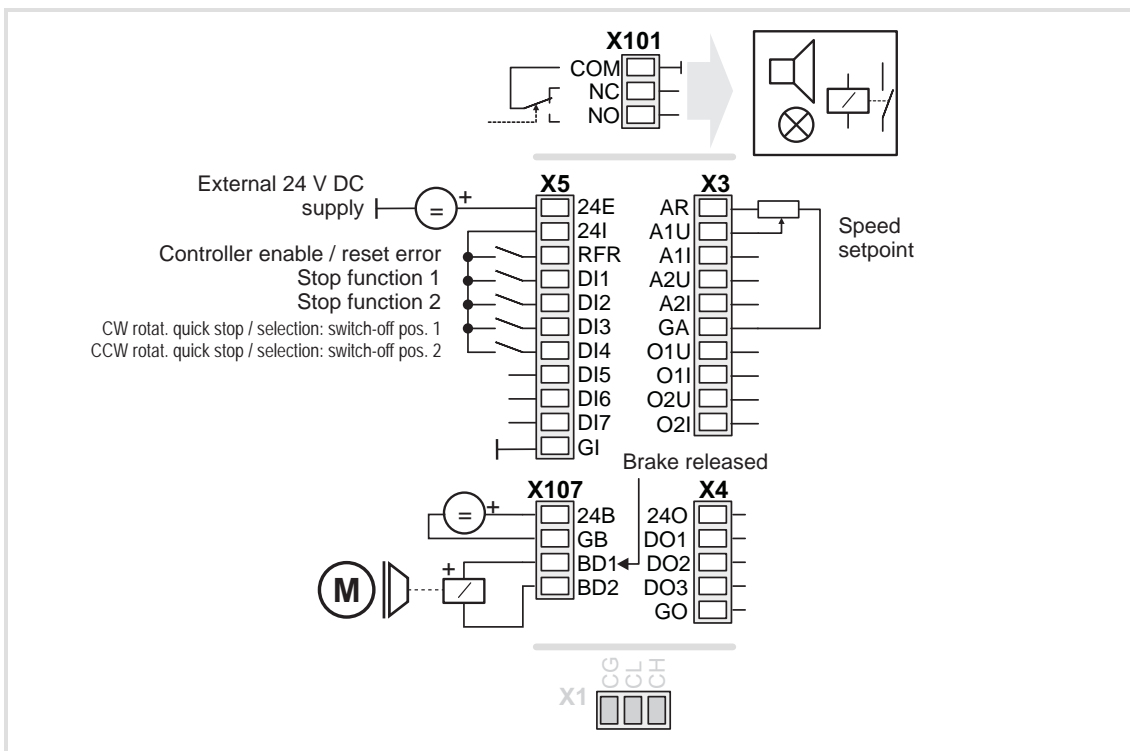 X101
COM
NC
NO
External 24 V DC
supply
=
+
Controller enable / reset error
Stop function 1
Stop function 2
CW rotat. quick stop / selection: switch-off pos. 1
CCW rotat. quick stop / selection: switch-off pos. 2
X5
24E
24I
RFR
DI1
DI2
DI3
DI4
DI5
DI6
DI7
GI
X3
AR
A1U
A1I
A2U
A2I
GA
O1U
O1I
O2U
O2I
Speed
setpoint
Brake released
X107
=
+
24B
GB
BD1
BD2
M
+
X4
24O
DO1
DO2
DO3
GO
X1
CG
CL
CH